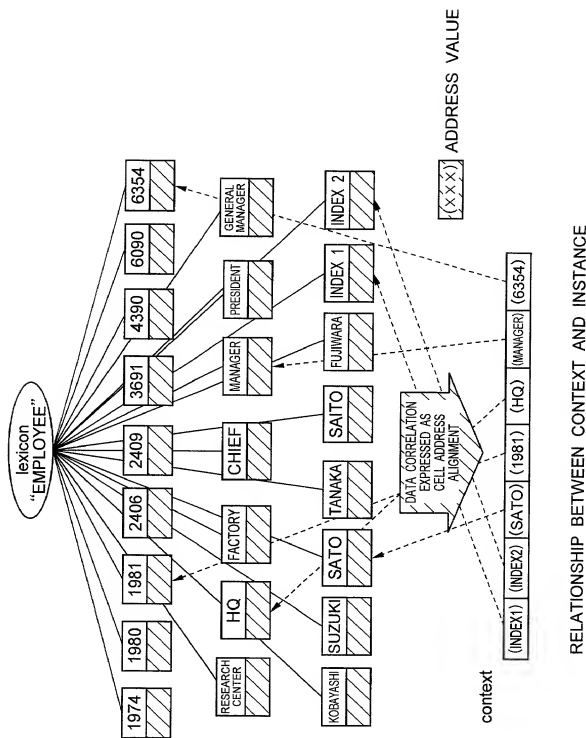 lexicon
"EMPLOYEE"
1974
1980
1981
2406
2409
3691
4390
6090
6354
RESEARCH
CENTER
HQ
FACTORY
CHIEF
MANAGER
PRESIDENT
GENERAL
MANAGER
KOBAYASHI
SUZUKI
SATO
TANAKA
SAITO
FUJIWARA
INDEX 1
INDEX 2
DATA CORRELATION
EXPRESSED AS
CELL ADDRESS
ALIGNMENT
(XXX) ADDRESS VALUE
context
(INDEX1) (INDEX2) (SATO) (1981) (HQ) (MANAGER) (6354)
RELATIONSHIP BETWEEN CONTEXT AND INSTANCE